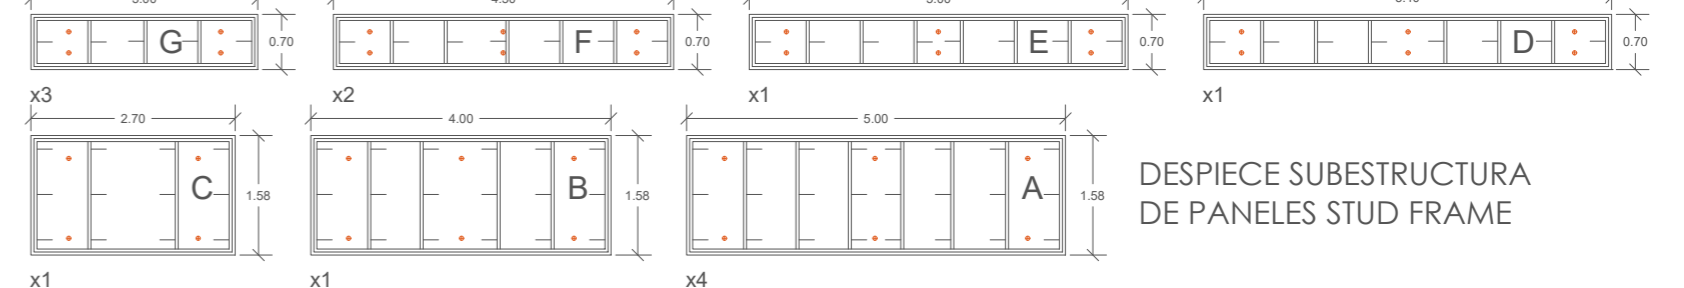 G
0.70
F
0.70
E
0.70
D
0.70
x3
x2
x1
x1
2.70
4.00
5.00
C
1.58
B
1.58
A
1.58
DESPIECE SUBESTRUCTURA
DE PANELES STUD FRAME
x1
x1
x4